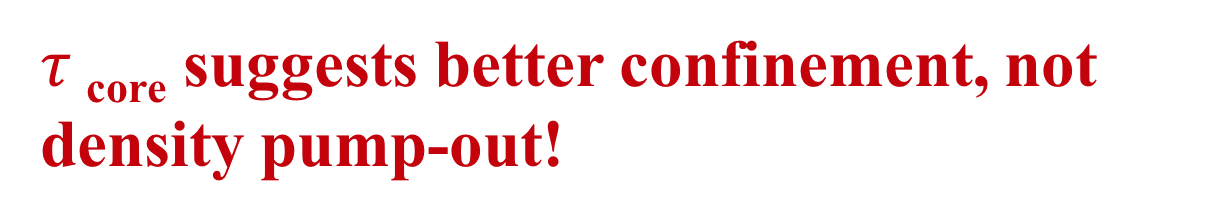 τ core suggests better confinement, not
density pump-out!